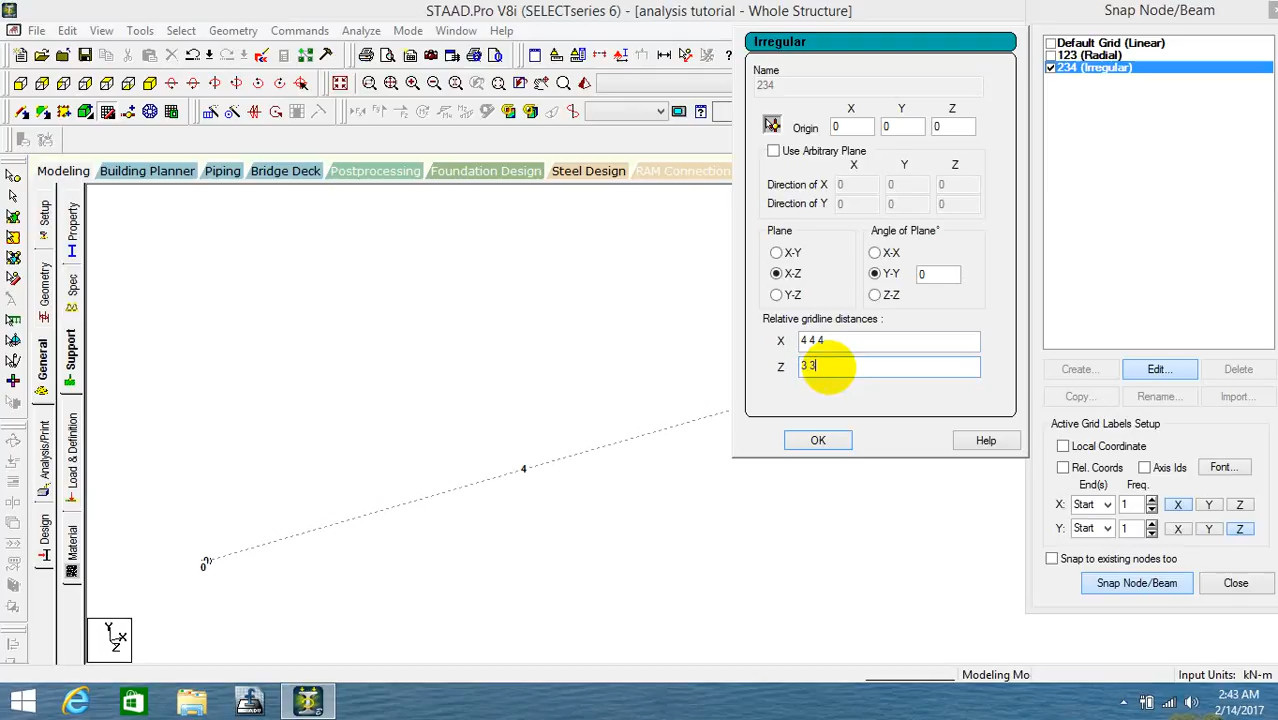 STAAD.Pro V8i (SELECTseries 6) - [analysis tutorial - Whole Structure]
Snap Node/Beam
File Edit View Tools Select Geometry Commands Analyze Mode Window Help
Irregular
Default Grid (Linear)
123 (Radial)
234 (Irregular)
Name
234
X Y Z
Origin 0 0 0
Use Arbitrary Plane
X Y Z
Direction of X 0 0 0
Direction of Y 0 0 0
Plane Angle of Plane°
X-Y X-X
X-Z Y-Y 0
Y-Z Z-Z
Relative gridline distances :
X 4 4 4
Z 3 3
OK Help
Modeling Building Planner Piping Bridge Deck Postprocessing Foundation Design Steel Design RAM Connection
Setup
Geometry
General
Analysis/Print
Design
Property
Spec
Support
Load & Definition
Material
4
0
Create... Edit... Delete
Copy... Rename... Import...
Active Grid Labels Setup
Local Coordinate
Rel. Coords Axis Ids Font...
End(s) Freq.
X: Start 1 X Y Z
Y: Start 1 X Y Z
Snap to existing nodes too
Snap Node/Beam Close
Y
X
Z
Modeling Mo Input Units: kN-m
2:43 AM
2/14/2017